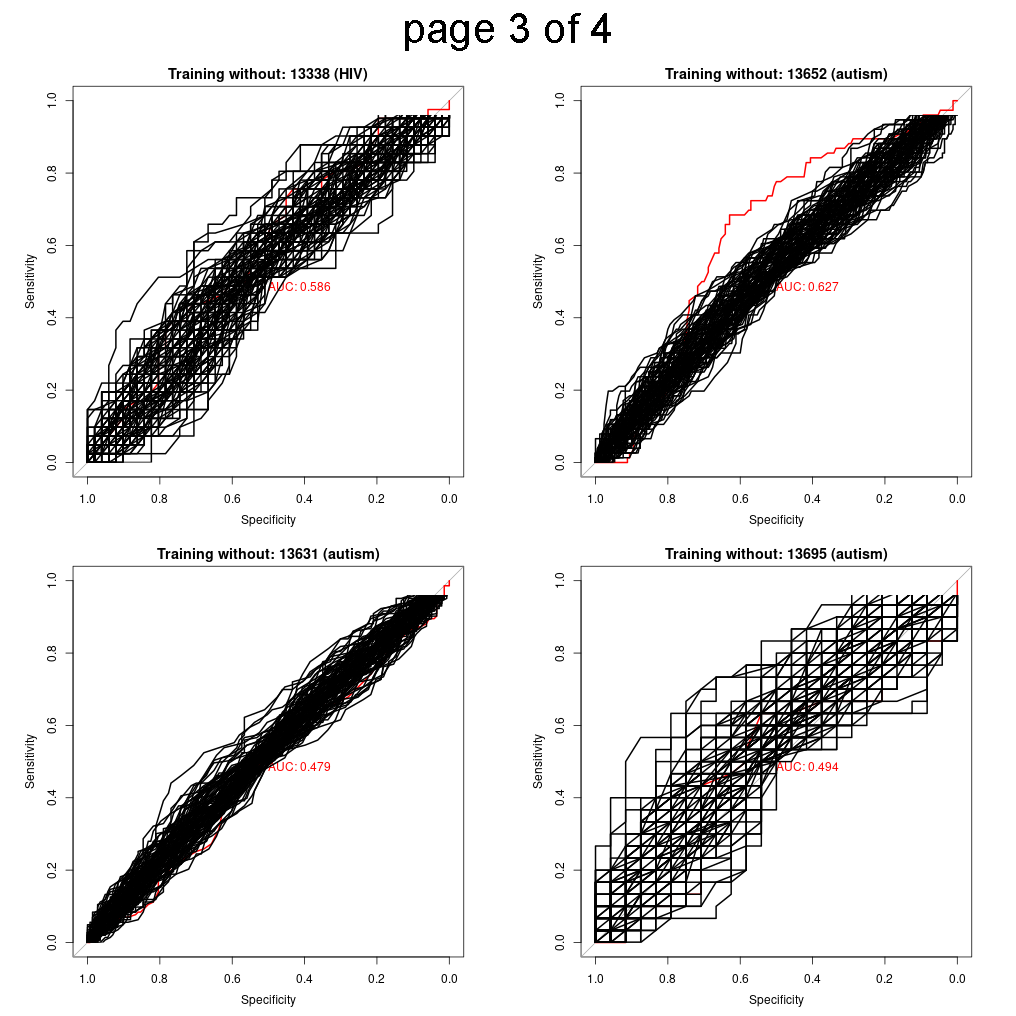 page 3 of 4
Training without: 13338 (HIV)
Sensitivity
0.0 0.2 0.4 0.6 0.8 1.0
AUC: 0.586
1.0 0.8 0.6 0.4 0.2 0.0
Specificity
Training without: 13652 (autism)
Sensitivity
0.0 0.2 0.4 0.6 0.8 1.0
AUC: 0.627
1.0 0.8 0.6 0.4 0.2 0.0
Specificity
Training without: 13631 (autism)
Sensitivity
0.0 0.2 0.4 0.6 0.8 1.0
AUC: 0.479
1.0 0.8 0.6 0.4 0.2 0.0
Specificity
Training without: 13695 (autism)
Sensitivity
0.0 0.2 0.4 0.6 0.8 1.0
AUC: 0.494
1.0 0.8 0.6 0.4 0.2 0.0
Specificity